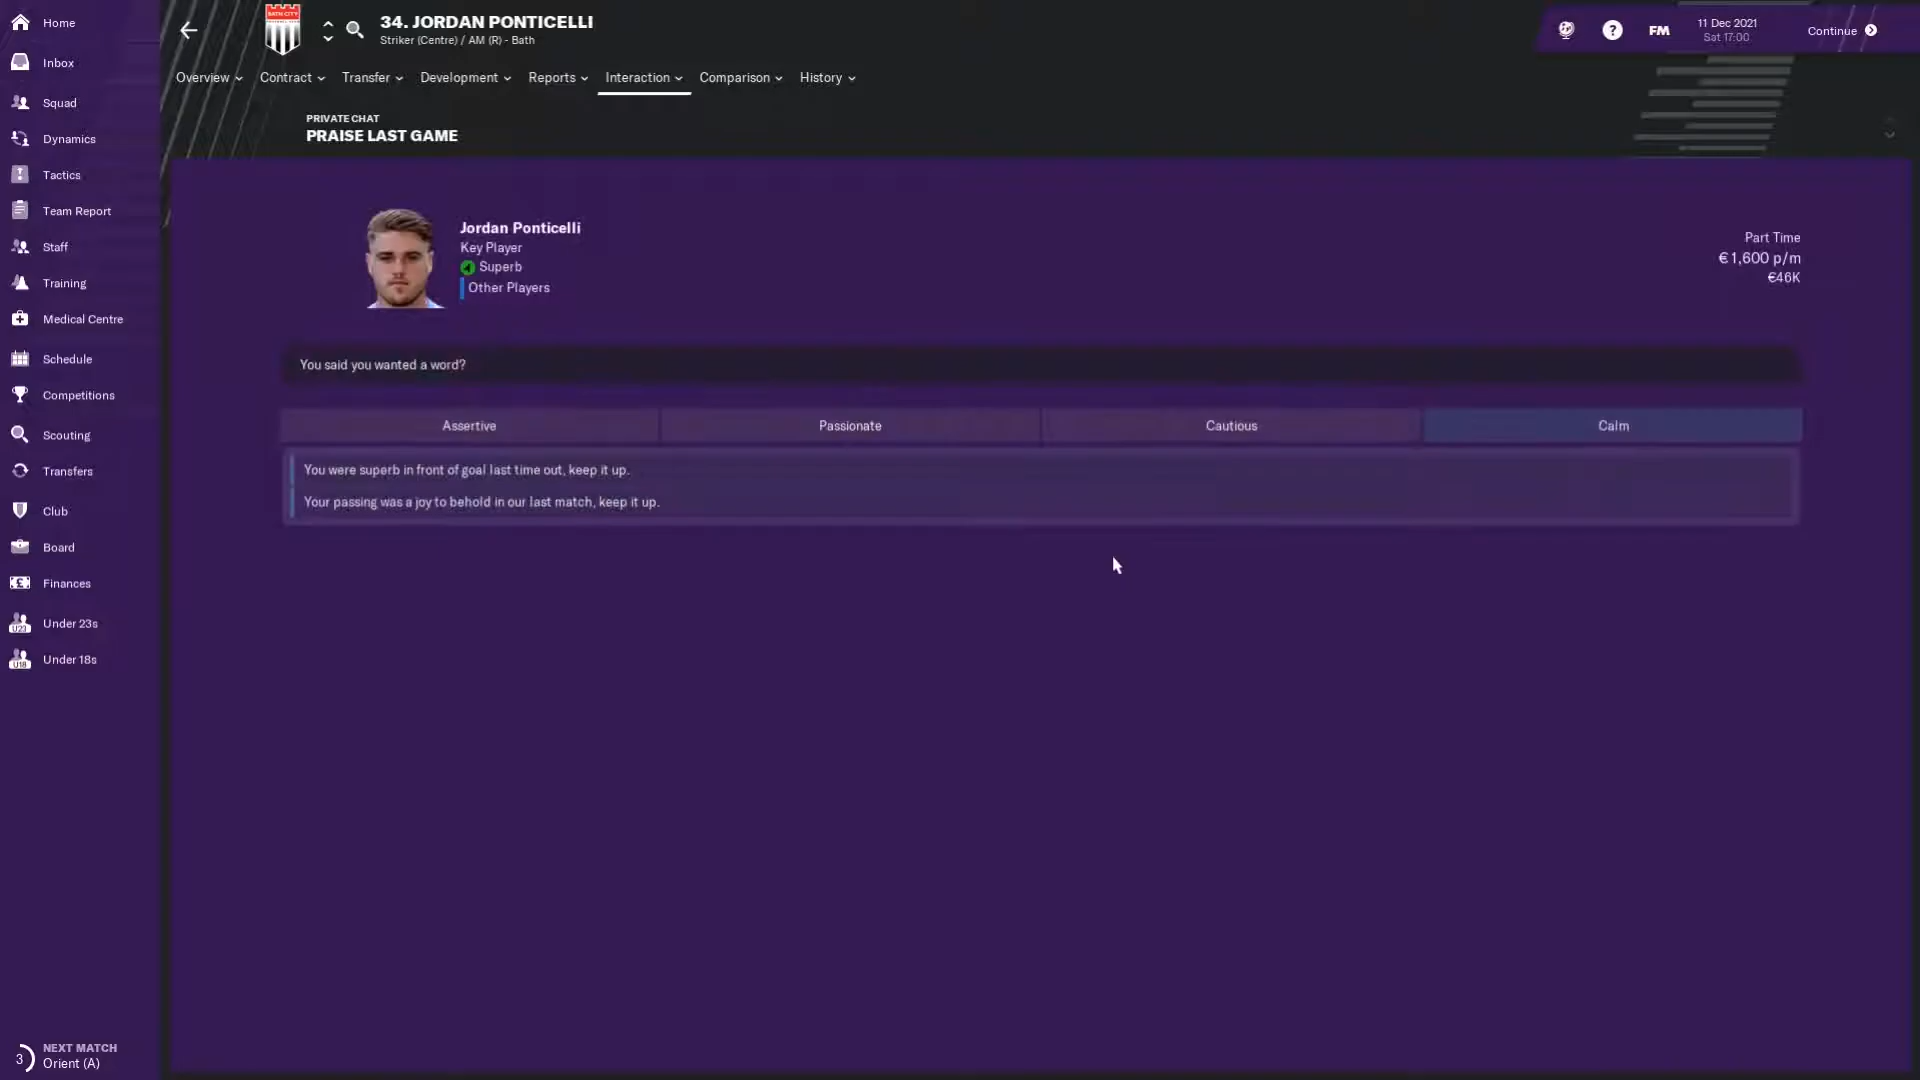 Home
Inbox
Squad
Dynamics
Tactics
Team Report
Staff
Training
Medical Centre
Schedule
Competitions
Scouting
Transfers
Club
Board
Finances
U23
Under 23s
U18
Under 18s
3
NEXT MATCH
Orient (A)
BATH CITY
34. JORDAN PONTICELLI
Striker (Centre) / AM (R) - Bath
?
FM
11 Dec 2021
Sat 17:00
Continue
Overview
Contract
Transfer
Development
Reports
Interaction
Comparison
History
PRIVATE CHAT
PRAISE LAST GAME
Jordan Ponticelli
Key Player
Superb
Other Players
Part Time
€1,600 p/m
€46K
You said you wanted a word?
Assertive
Passionate
Cautious
Calm
You were superb in front of goal last time out, keep it up.
Your passing was a joy to behold in our last match, keep it up.